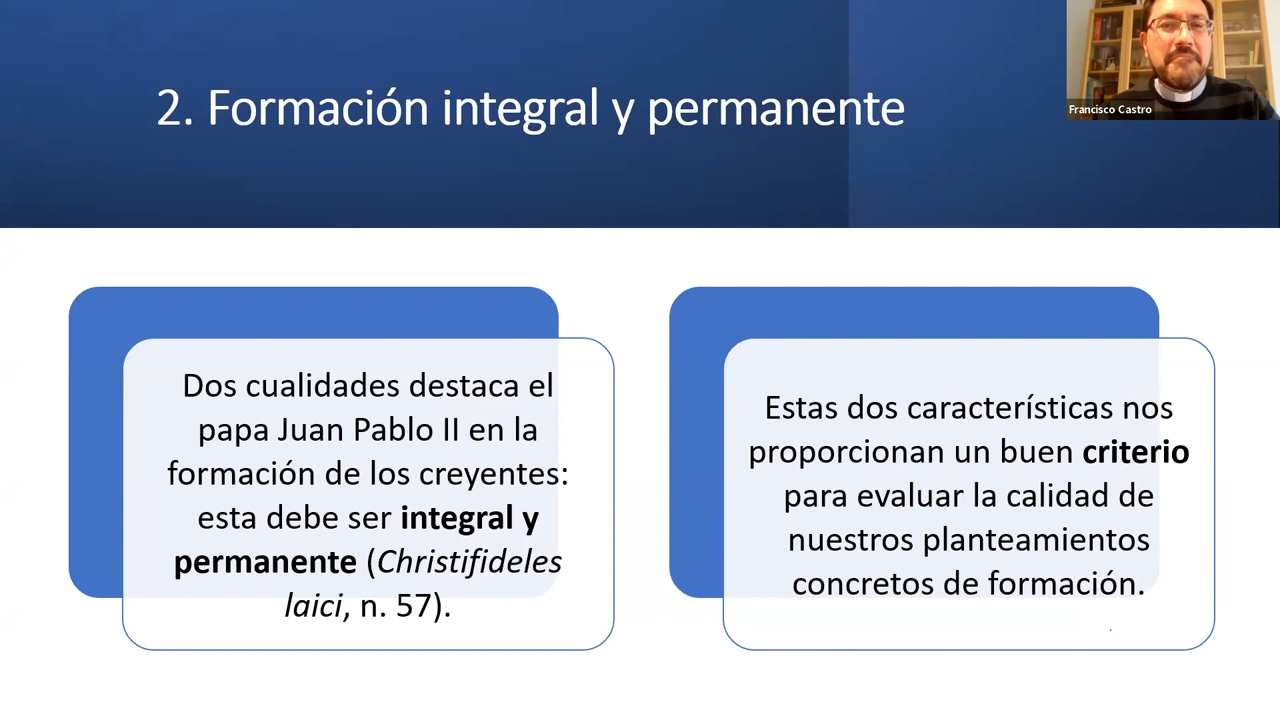 2. Formación integral y permanente
Francisco Castro
Dos cualidades destaca el
papa Juan Pablo II en la
formación de los creyentes:
esta debe ser integral y
permanente (Christifideles
laici, n. 57).
Estas dos características nos
proporcionan un buen criterio
para evaluar la calidad de
nuestros planteamientos
concretos de formación.